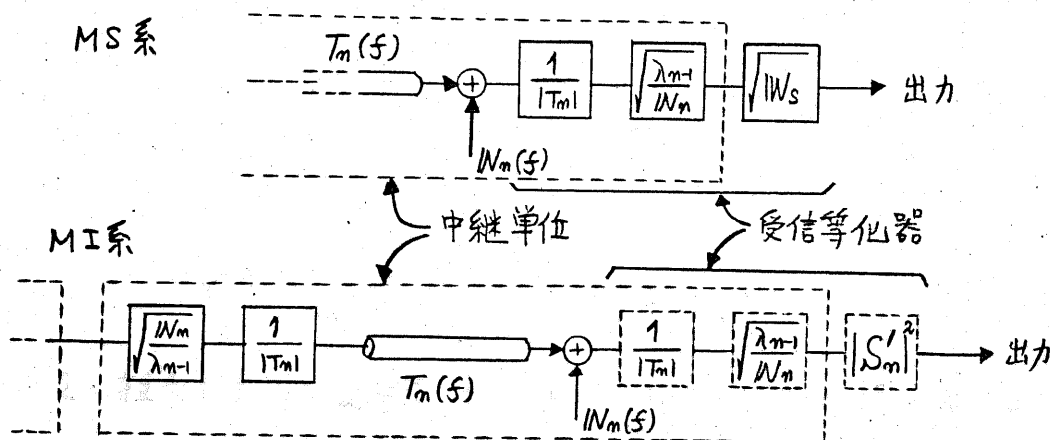 MS系
Tn(f)
+
1/|Tn|
√(λn-1/Nn)
√Ws
出力
Nn(f)
中継単位
受信等化器
MI系
√(Nn/λn-1)
1/|Tn|
Tn(f)
+
1/|Tn|
√(λn-1/Nn)
|S'n|²
出力
Nn(f)